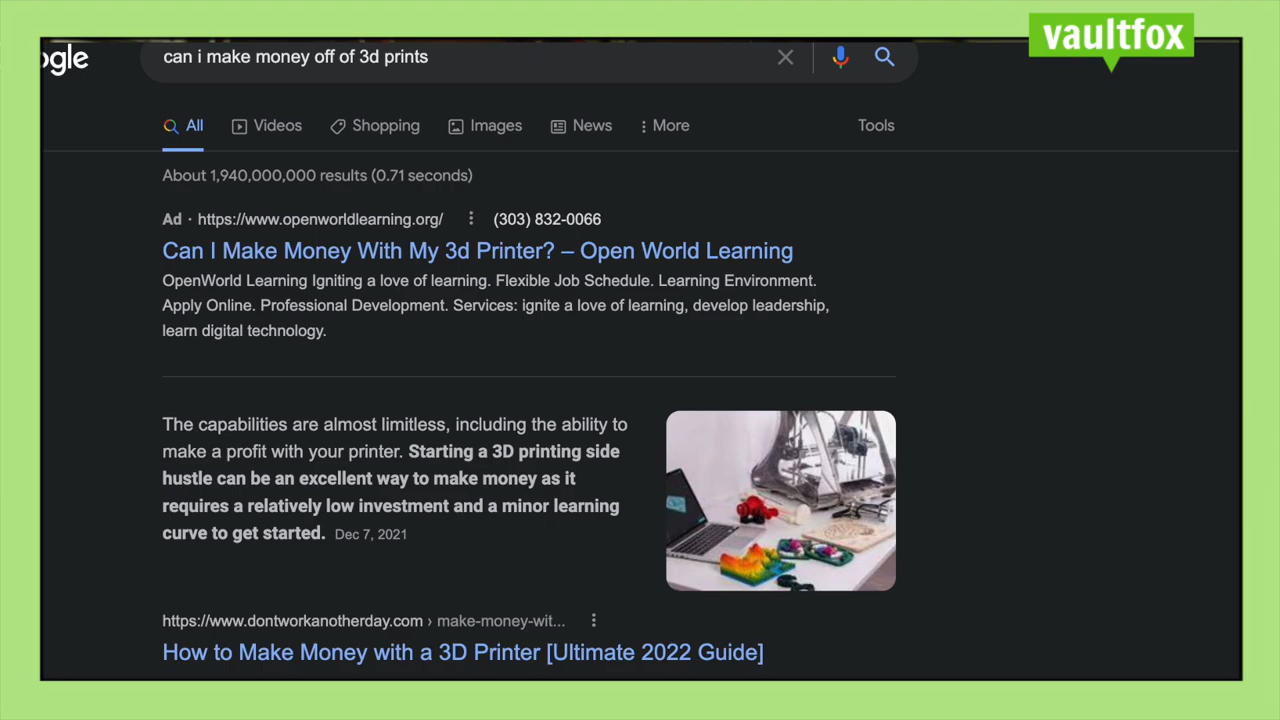 vaultfox
ogle
can i make money off of 3d prints
All Videos Shopping Images News More Tools
About 1,940,000,000 results (0.71 seconds)
Ad · https://www.openworldlearning.org/ (303) 832-0066
Can I Make Money With My 3d Printer? – Open World Learning
OpenWorld Learning Igniting a love of learning. Flexible Job Schedule. Learning Environment.
Apply Online. Professional Development. Services: ignite a love of learning, develop leadership,
learn digital technology.
The capabilities are almost limitless, including the ability to
make a profit with your printer. Starting a 3D printing side
hustle can be an excellent way to make money as it
requires a relatively low investment and a minor learning
curve to get started. Dec 7, 2021
https://www.dontworkanotherday.com › make-money-wit...
How to Make Money with a 3D Printer [Ultimate 2022 Guide]